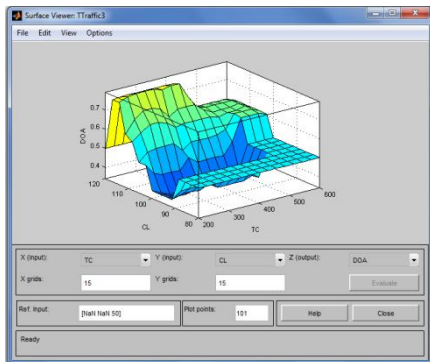 Surface Viewer: TTraffic3
File Edit View Options
0.7
0.6
0.5
0.4
DOA
120
110
100
90
80
CL
200
300
400
500
600
TC
X (input): TC Y (input): CL Z (output): DOA
X grids: 15 Y grids: 15 Evaluate
Ref. Input: [NaN NaN 50] Plot points: 101 Help Close
Ready